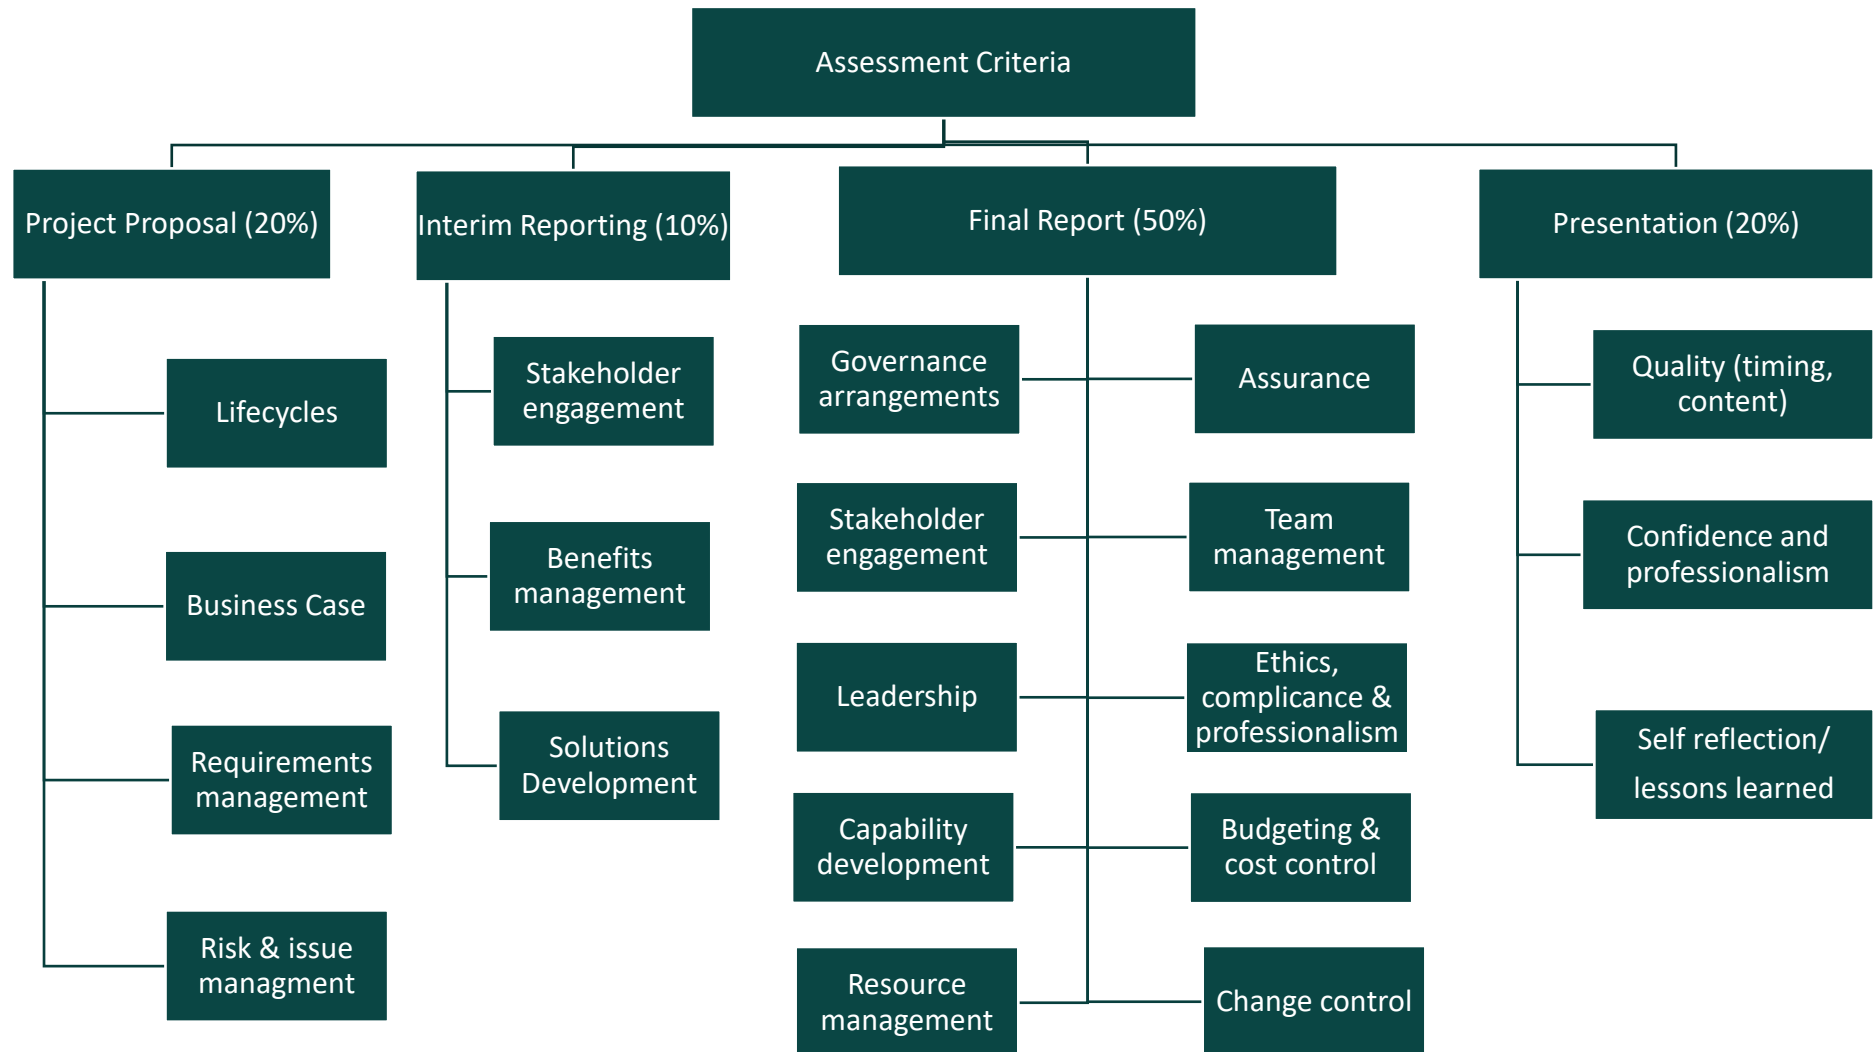 Assessment Criteria
Project Proposal (20%)
Lifecycles
Business Case
Requirements
management
Risk & issue
managment
Interim Reporting (10%)
Stakeholder
engagement
Benefits
management
Solutions
Development
Final Report (50%)
Governance
arrangements
Assurance
Stakeholder
engagement
Team
management
Leadership
Ethics,
complicance &
professionalism
Capability
development
Budgeting &
cost control
Resource
management
Change control
Presentation (20%)
Quality (timing,
content)
Confidence and
professionalism
Self reflection/
lessons learned